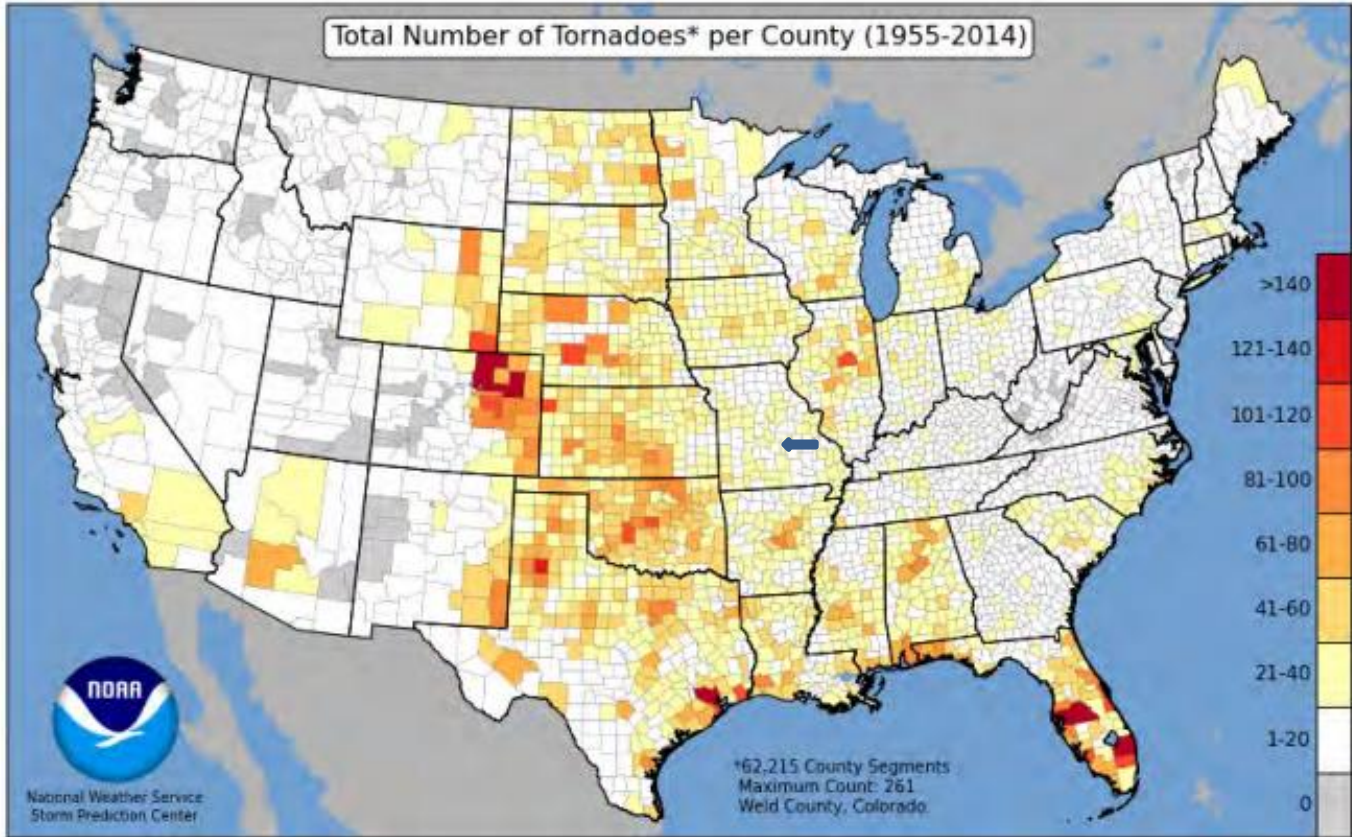 Total Number of Tornadoes* per County (1955-2014)
>140
121-140
101-120
81-100
61-80
41-60
21-40
1-20
0
NOAA
National Weather Service
Storm Prediction Center
*62,215 County Segments
Maximum Count: 261
Weld County, Colorado